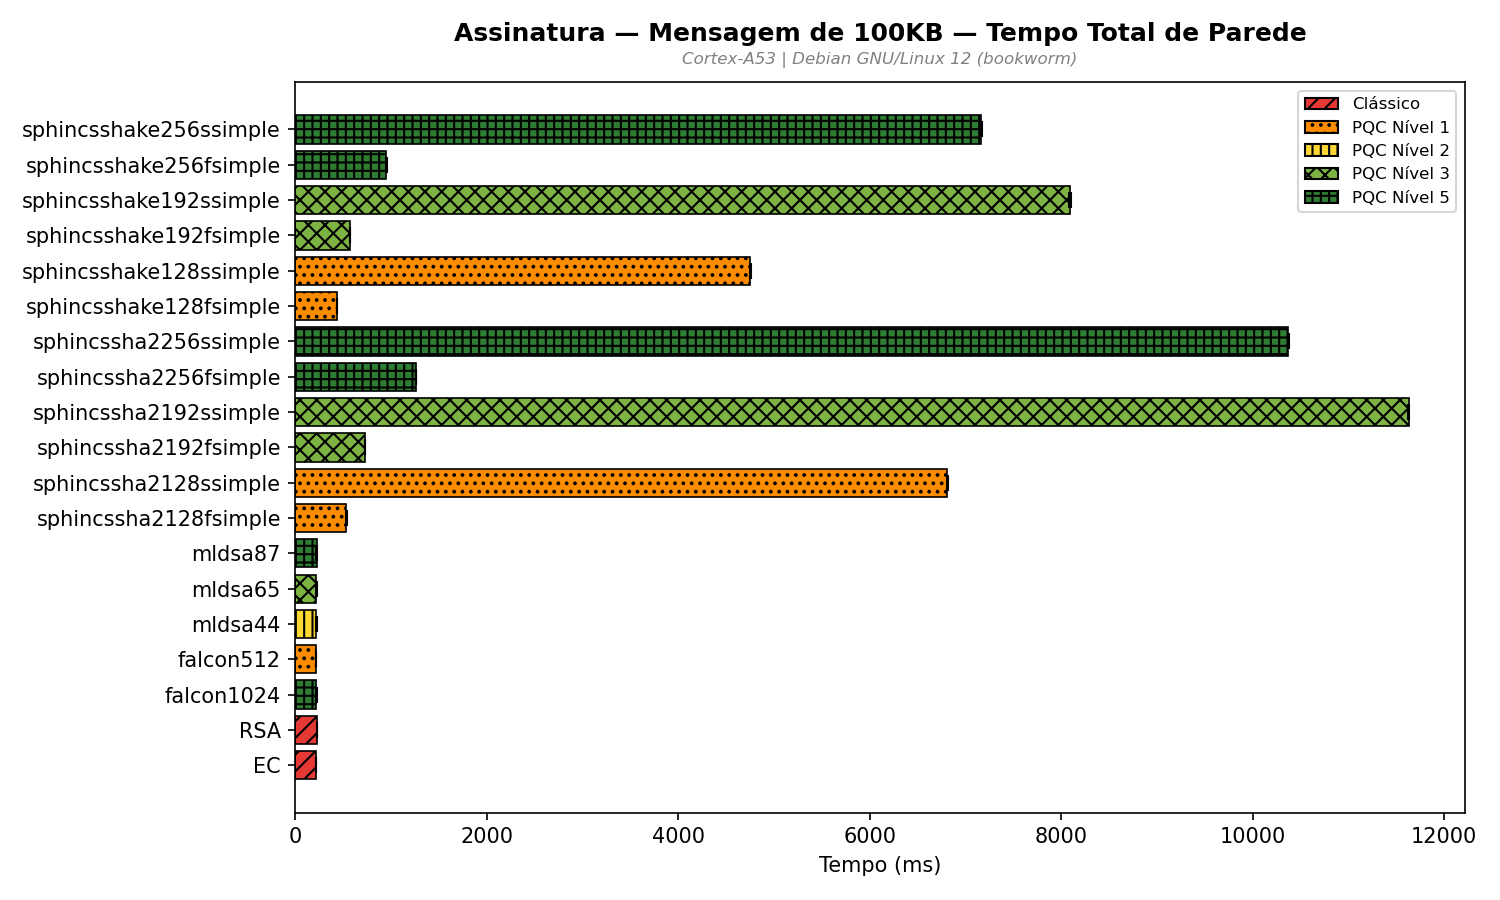 Assinatura — Mensagem de 100KB — Tempo Total de Parede
Cortex-A53 | Debian GNU/Linux 12 (bookworm)
Clássico
PQC Nível 1
PQC Nível 2
PQC Nível 3
PQC Nível 5
sphincsshake256ssimple
sphincsshake256fsimple
sphincsshake192ssimple
sphincsshake192fsimple
sphincsshake128ssimple
sphincsshake128fsimple
sphincssha2256ssimple
sphincssha2256fsimple
sphincssha2192ssimple
sphincssha2192fsimple
sphincssha2128ssimple
sphincssha2128fsimple
mldsa87
mldsa65
mldsa44
falcon512
falcon1024
RSA
EC
0 2000 4000 6000 8000 10000 12000
Tempo (ms)